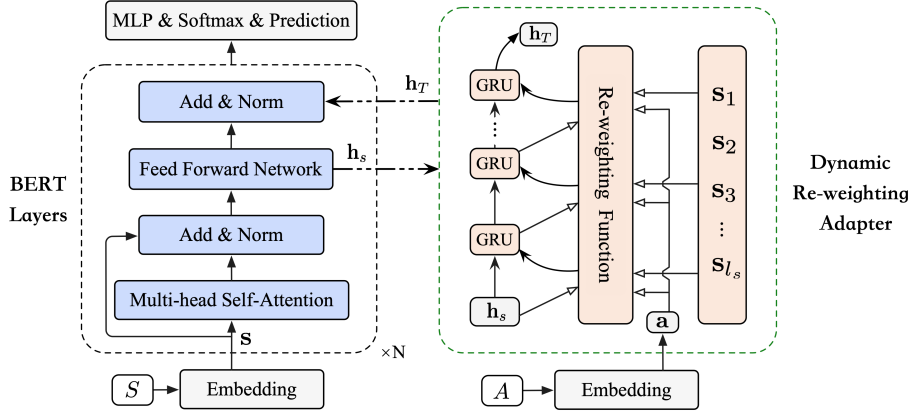 MLP & Softmax & Prediction
BERT
Layers
Add & Norm
Feed Forward Network
Add & Norm
Multi-head Self-Attention
s
×N
S
Embedding
h_T
h_s
h_T
GRU
⋮
GRU
GRU
h_s
Re-weighting Function
s_1
s_2
s_3
⋮
s_{l_s}
a
A
Embedding
Dynamic
Re-weighting
Adapter